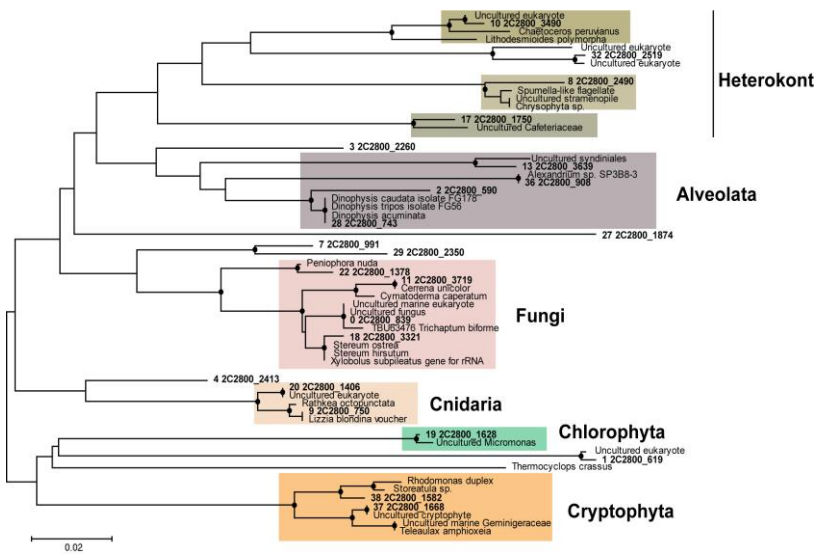 Uncultured eukaryote
10 2C2800_3490
Chaetoceros peruvianus
Lithodesmioides polymorpha
Uncultured eukaryote
32 2C2800_2519
Uncultured eukaryote
Heterokont
8 2C2800_2490
Spumella-like flagellate
Uncultured stramenopile
Chrysophyta sp.
17 2C2800_1750
Uncultured Cafeteriaceae
3 2C2800_2260
Uncultured syndiniales
13 2C2800_3639
Alexandrium sp. SP3B8-3
36 2C2800_908
Alveolata
2 2C2800_590
Dinophysis caudata isolate FG178
Dinophysis tripos isolate FG56
Dinophysis acuminata
28 2C2800_743
27 2C2800_1874
7 2C2800_991
29 2C2800_2350
Peniophora nuda
22 2C2800_1378
11 2C2800_3719
Cerrena unicolor
Cymatoderma caperatum
Uncultured marine eukaryote
Uncultured fungus
0 2C2800_839
Fungi
TBU63476 Trichaptum biforme
18 2C2800_3321
Stereum ostrea
Stereum hirsutum
Xylobolus subpileatus gene for rRNA
4 2C2800_2413
20 2C2800_1406
Uncultured eukaryote
Cnidaria
Rathkea octopunctata
9 2C2800_750
Lizzia blondina voucher
Chlorophyta
19 2C2800_1628
Uncultured Micromonas
Uncultured eukaryote
1 2C2800_619
Thermocyclops crassus
Rhodomonas duplex
Storeatula sp.
38 2C2800_1582
37 2C2800_1668
Cryptophyta
Uncultured cryptophyte
Uncultured marine Geminigeraceae
Teleaulax amphioxeia
0.02